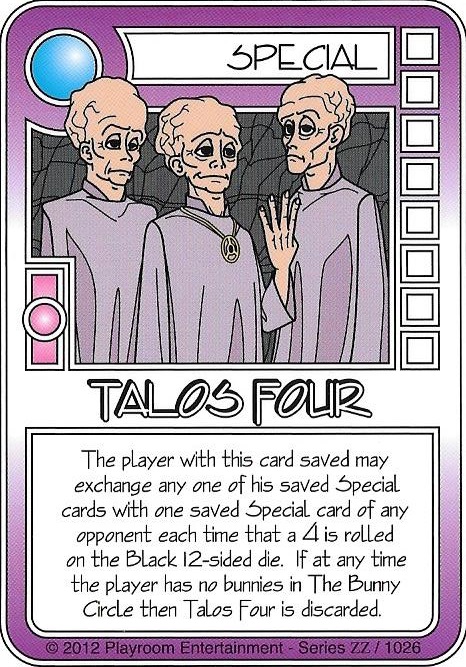 SPECIAL
TALOS FOUR
The player with this card saved may
exchange any one of his saved Special
cards with one saved Special card of any
opponent each time that a 4 is rolled
on the Black 12-sided die. If at any time
the player has no bunnies in The Bunny
Circle then Talos Four is discarded.
© 2012 Playroom Entertainment - Series ZZ / 1026